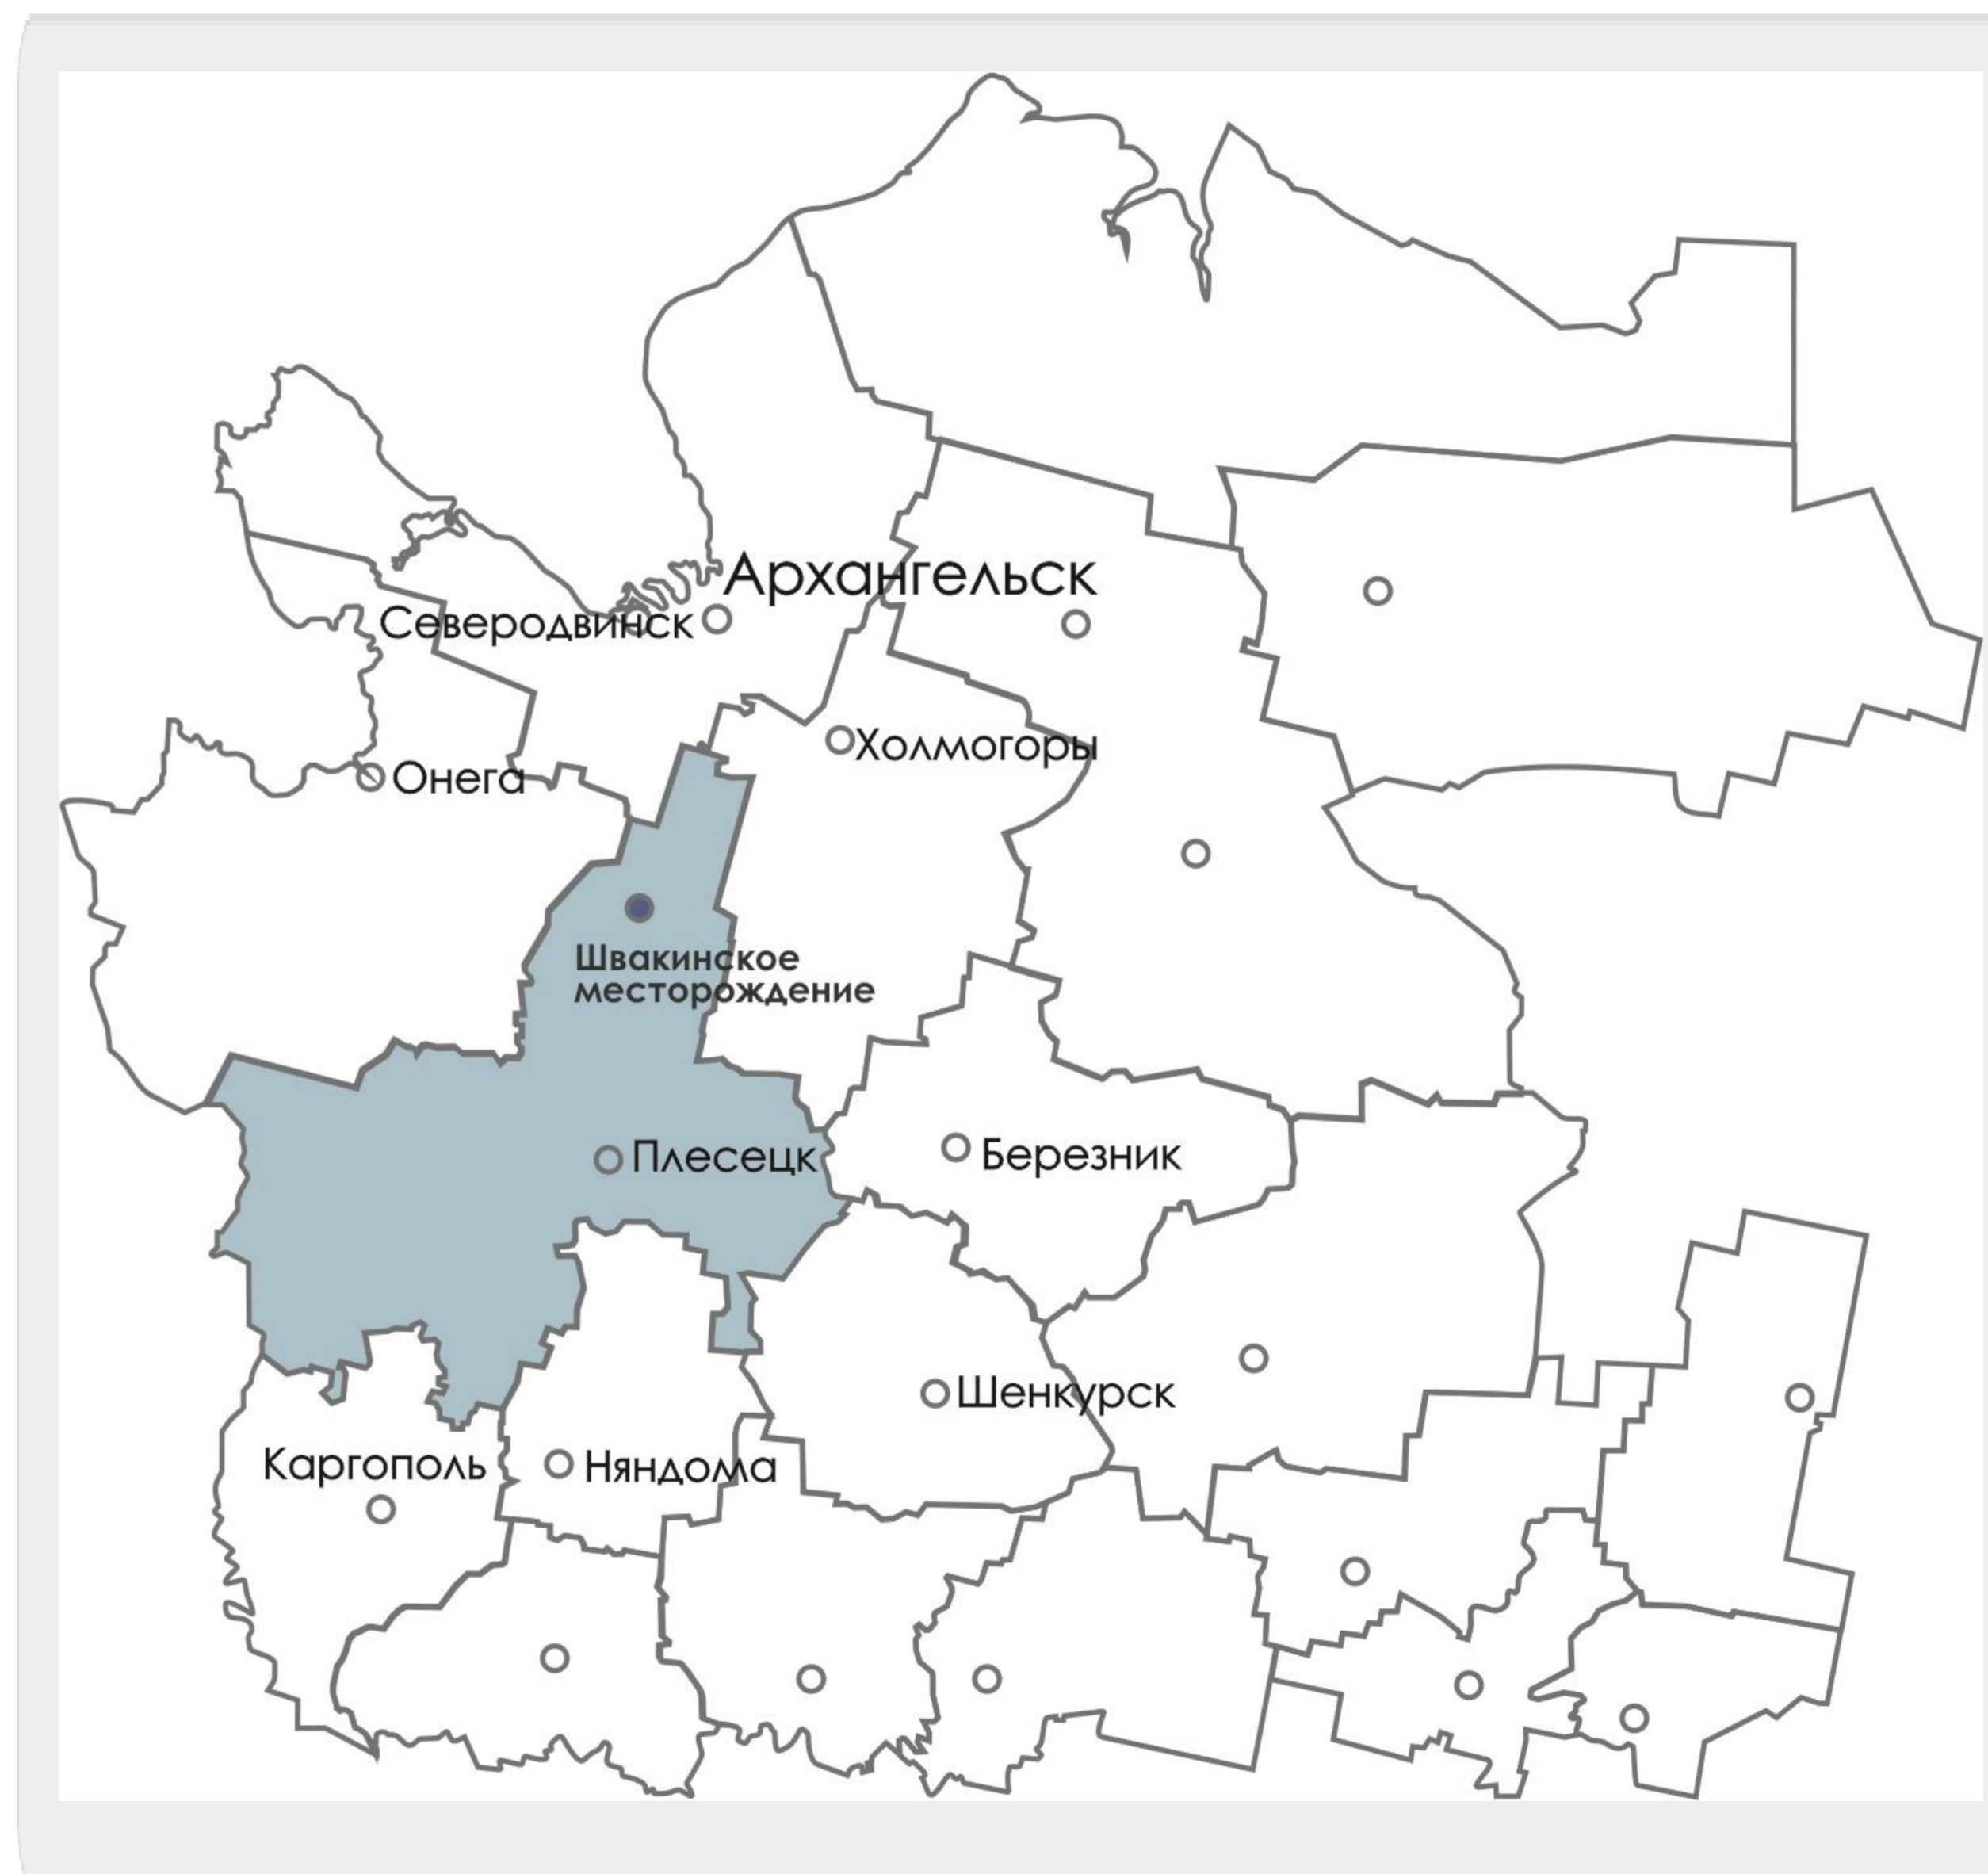 Архангельск
Северодвинск
Холмогоры
Онега
Швакинское
месторождение
Плесецк
Березник
Шенкурск
Каргополь
Няндома